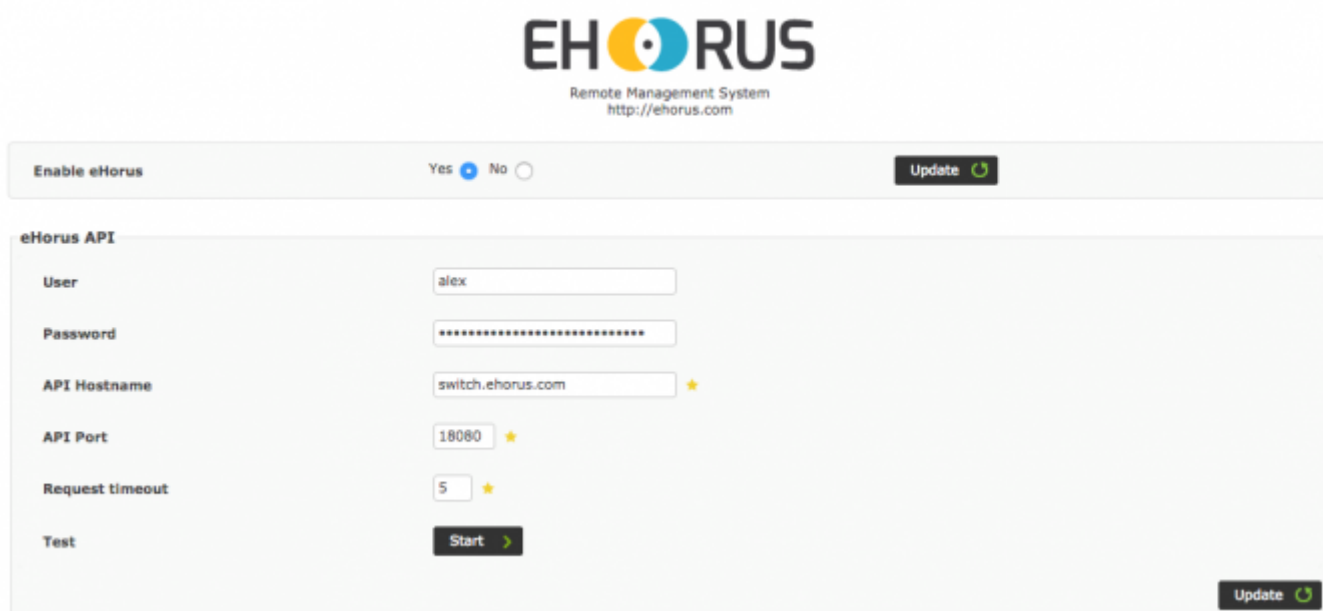 EHORUS
Remote Management System
http://ehorus.com
Enable eHorus Yes No Update
eHorus API
User alex
Password ••••••••••••••••••••••••••••
API Hostname switch.ehorus.com
API Port 18080
Request timeout 5
Test Start
Update